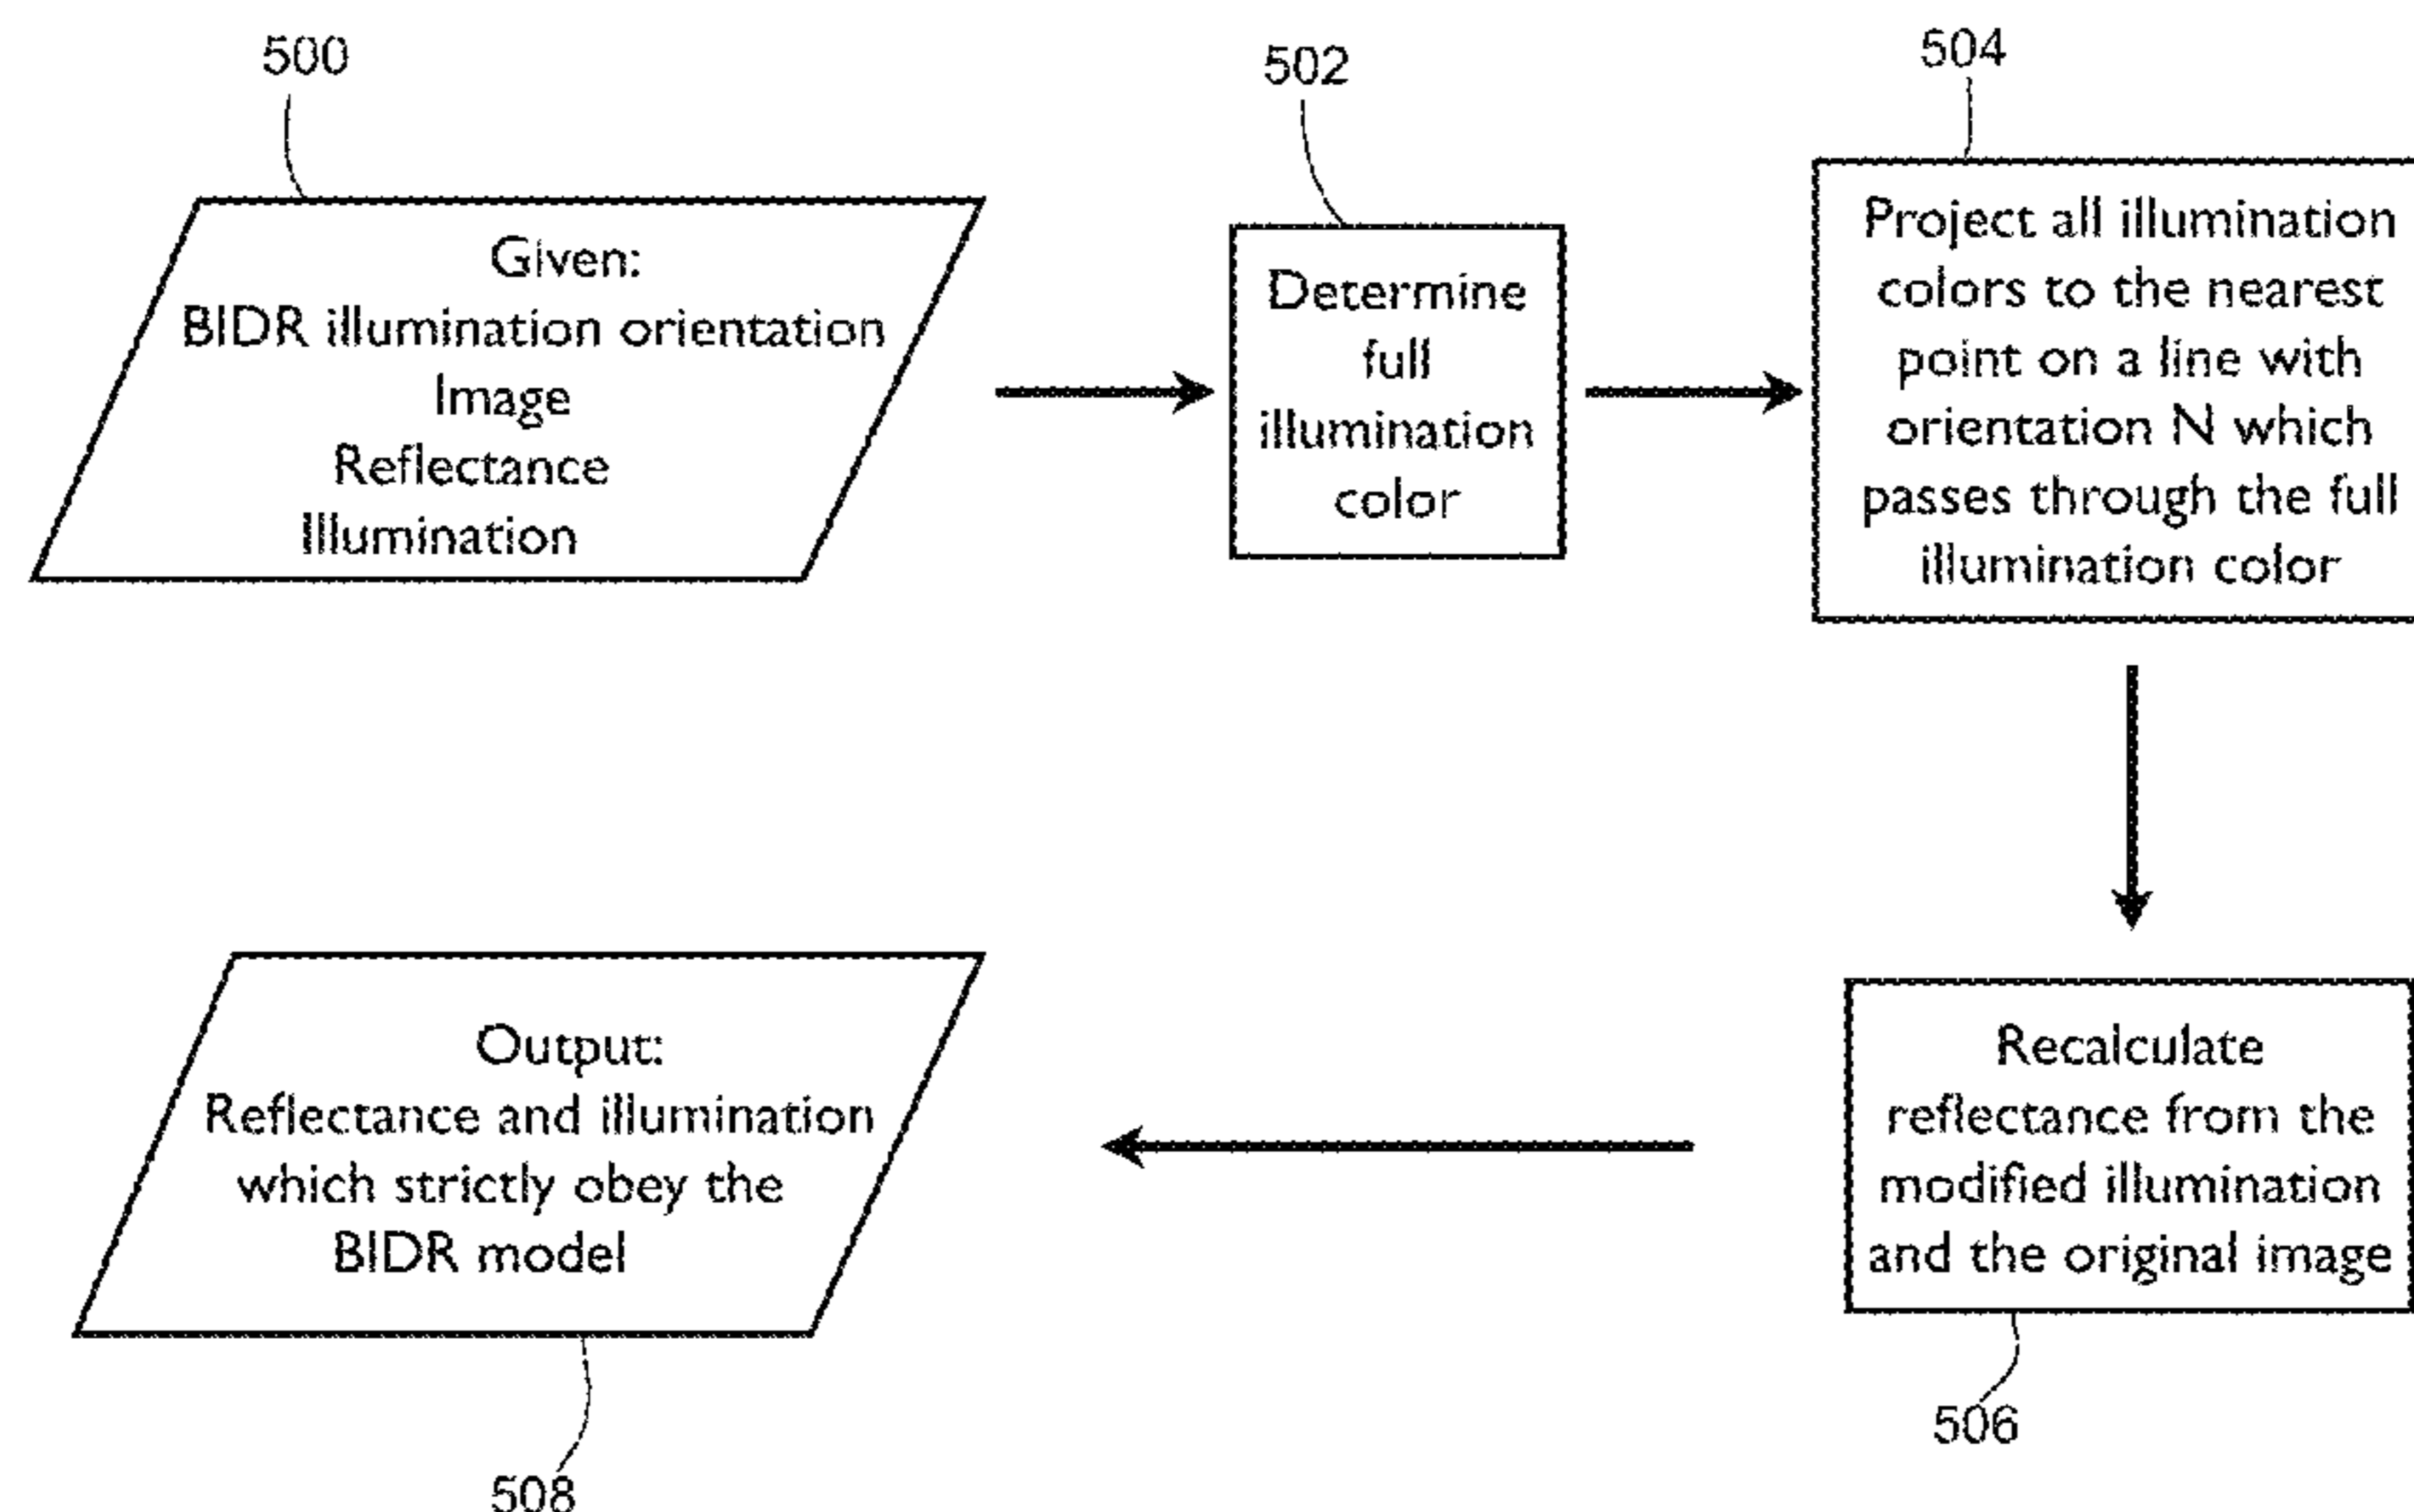 500
Given:
BIDR illumination orientation
Image
Reflectance
Illumination
502
Determine
full
illumination
color
504
Project all illumination
colors to the nearest
point on a line with
orientation N which
passes through the full
illumination color
Recalculate
reflectance from the
modified illumination
and the original image
506
Output:
Reflectance and illumination
which strictly obey the
BIDR model
508